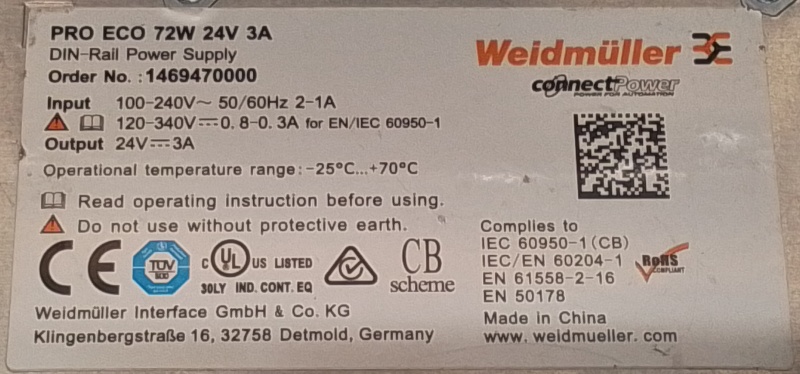 PRO ECO 72W 24V 3A
DIN-Rail Power Supply
Order No. : 1469470000
Weidmüller
connectPower
POWER FOR AUTOMATION
Input 100-240V~ 50/60Hz 2-1A
120-340V⎓0. 8-0. 3A for EN/IEC 60950-1
Output 24V⎓3A
Operational temperature range: -25°C...+70°C
Read operating instruction before using.
Do not use without protective earth.
CE
TÜV
C UL US LISTED
30LY IND. CONT. EQ
CB
scheme
Complies to
IEC 60950-1 (CB)
IEC/EN 60204-1
EN 61558-2-16
EN 50178
RoHS
COMPLIANT
Weidmüller Interface GmbH & Co. KG
Klingenbergstraße 16, 32758 Detmold, Germany
Made in China
www. weidmueller. com